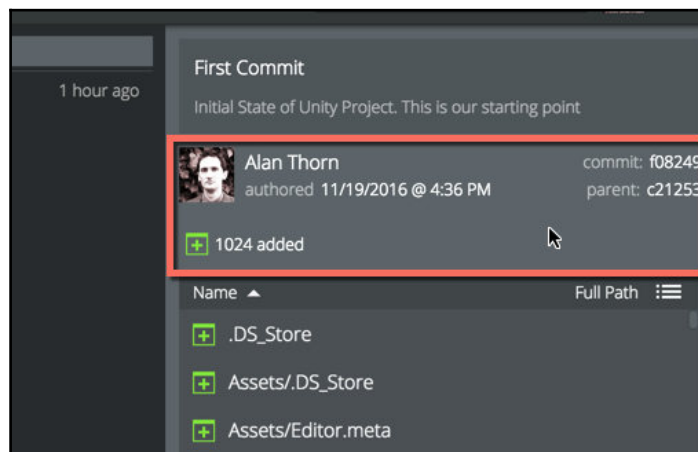 First Commit
1 hour ago
Initial State of Unity Project. This is our starting point
Alan Thorn commit: f08249
authored 11/19/2016 @ 4:36 PM parent: c21253
1024 added
Name Full Path
.DS_Store
Assets/.DS_Store
Assets/Editor.meta